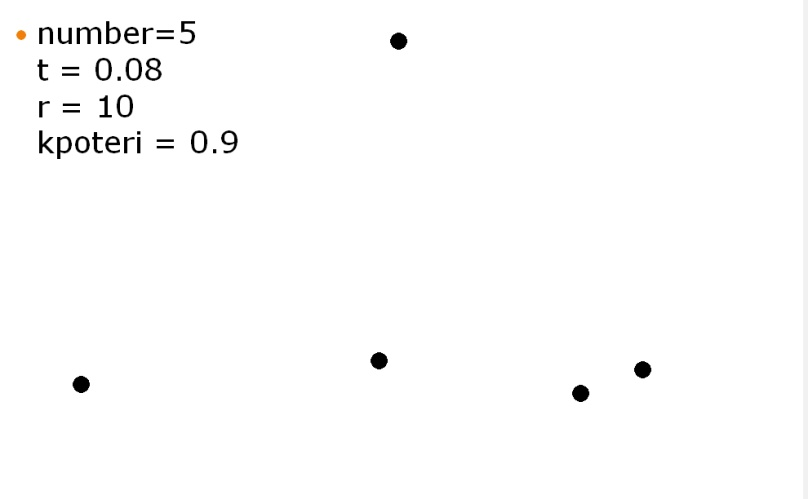 number=5
t = 0.08
r = 10
kpoteri = 0.9